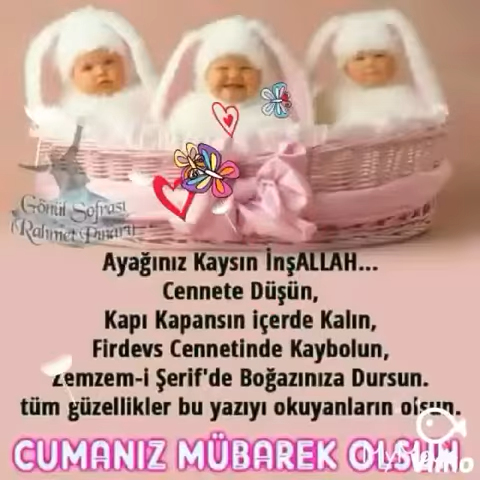 Gönül Sofrası
Rahmet Pınarı
Ayağınız Kaysın İnşALLAH...
Cennete Düşün,
Kapı Kapansın içerde Kalın,
Firdevs Cennetinde Kaybolun,
Zemzem-i Şerif'de Boğazınıza Dursun.
tüm güzellikler bu yazıyı okuyanların olsun.
CUMANIZ MÜBAREK OLSUN